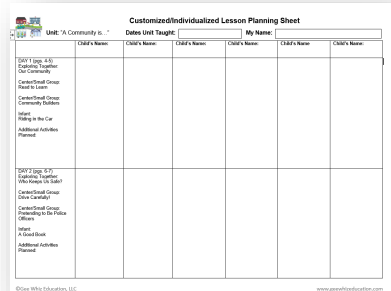 Customized/Individualized Lesson Planning Sheet
Unit: "A Community is..." Dates Unit Taught: My Name:
Child's Name: Child's Name: Child's Name: Child's Name: Child's Name Child's Name:
DAY 1 (pgs. 4-5)
Exploring Together:
Our Community
Center/Small Group:
Read to Learn
Center/Small Group:
Community Builders
Infant:
Riding in the Car
Additional Activities
Planned:
DAY 2 (pgs. 6-7)
Exploring Together:
Who Keeps Us Safe?
Center/Small Group:
Drive Carefully!
Center/Small Group:
Pretending to Be Police
Officers
Infant:
A Good Book
Additional Activities
Planned:
©Gee Whiz Education, LLC www.geewhizeducation.com